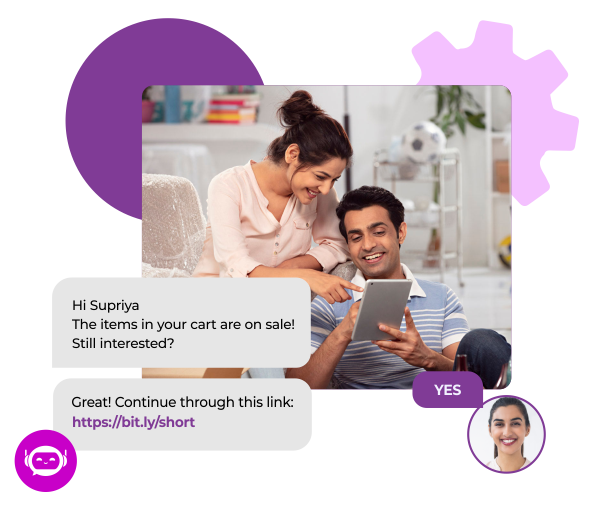 Hi Supriya
The items in your cart are on sale!
Still interested?
YES
Great! Continue through this link:
https://bit.ly/short